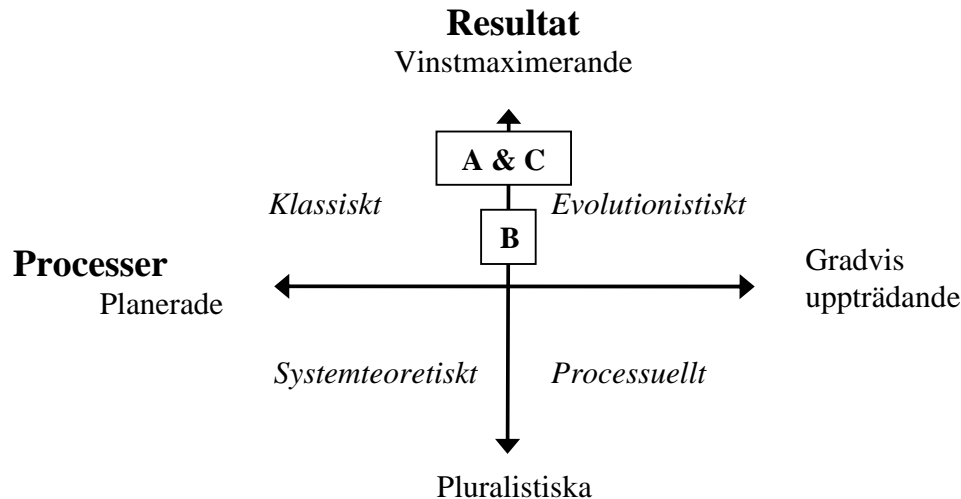 Resultat
Vinstmaximerande
A & C
Klassiskt
Evolutionistiskt
B
Processer
Planerade
Gradvis
uppträdande
Systemteoretiskt
Processuellt
Pluralistiska